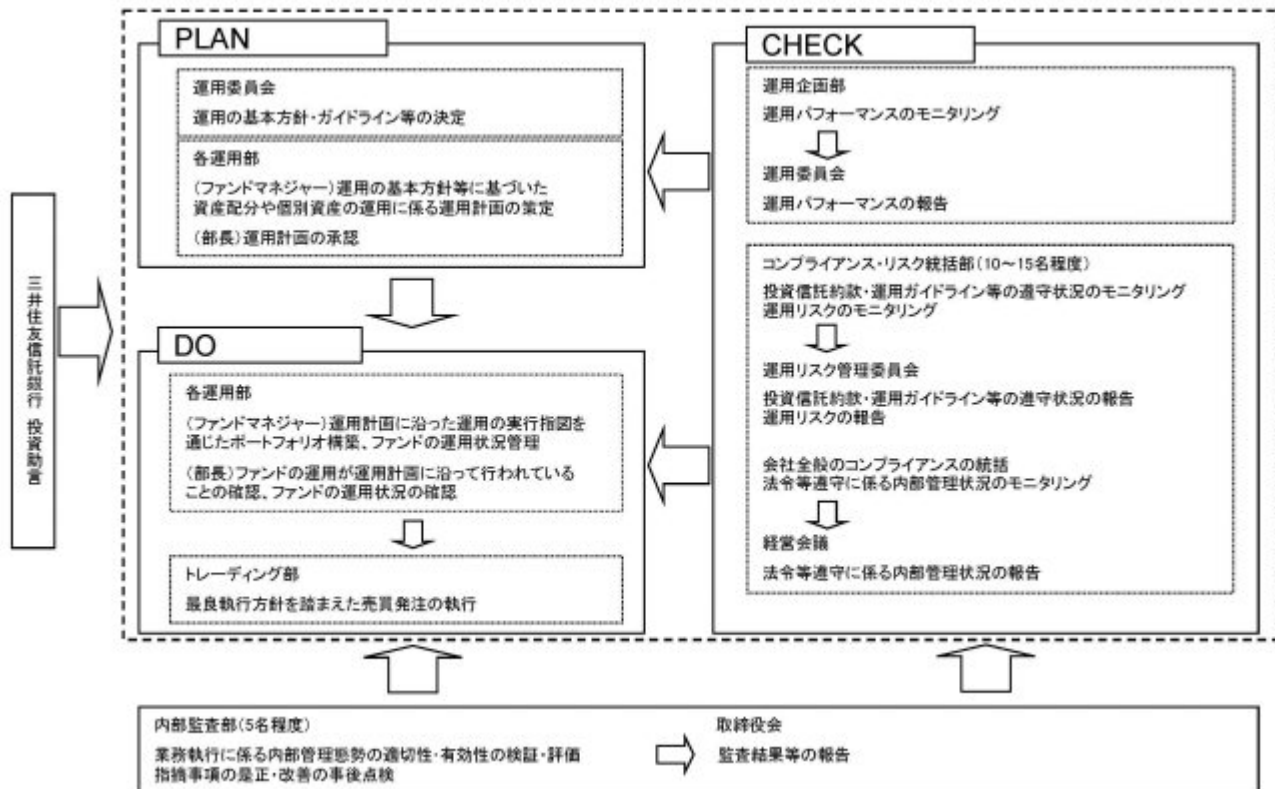 PLAN
運用委員会
運用の基本方針・ガイドライン等の決定
各運用部
(ファンドマネジャー)運用の基本方針等に基づいた
資産配分や個別資産の運用に係る運用計画の策定
(部長)運用計画の承認
三井住友信託銀行 投資助言
DO
各運用部
(ファンドマネジャー)運用計画に沿った運用の実行指図を
通じたポートフォリオ構築、ファンドの運用状況管理
(部長)ファンドの運用が運用計画に沿って行われている
ことの確認、ファンドの運用状況の確認
トレーディング部
最良執行方針を踏まえた売買発注の執行
CHECK
運用企画部
運用パフォーマンスのモニタリング
運用委員会
運用パフォーマンスの報告
コンプライアンス・リスク統括部(10～15名程度)
投資信託約款・運用ガイドライン等の遵守状況のモニタリング
運用リスクのモニタリング
運用リスク管理委員会
投資信託約款・運用ガイドライン等の遵守状況の報告
運用リスクの報告
会社全般のコンプライアンスの統括
法令等遵守に係る内部管理状況のモニタリング
経営会議
法令等遵守に係る内部管理状況の報告
内部監査部(5名程度)
業務執行に係る内部管理態勢の適切性・有効性の検証・評価
指摘事項の是正・改善の事後点検
取締役会
監査結果等の報告